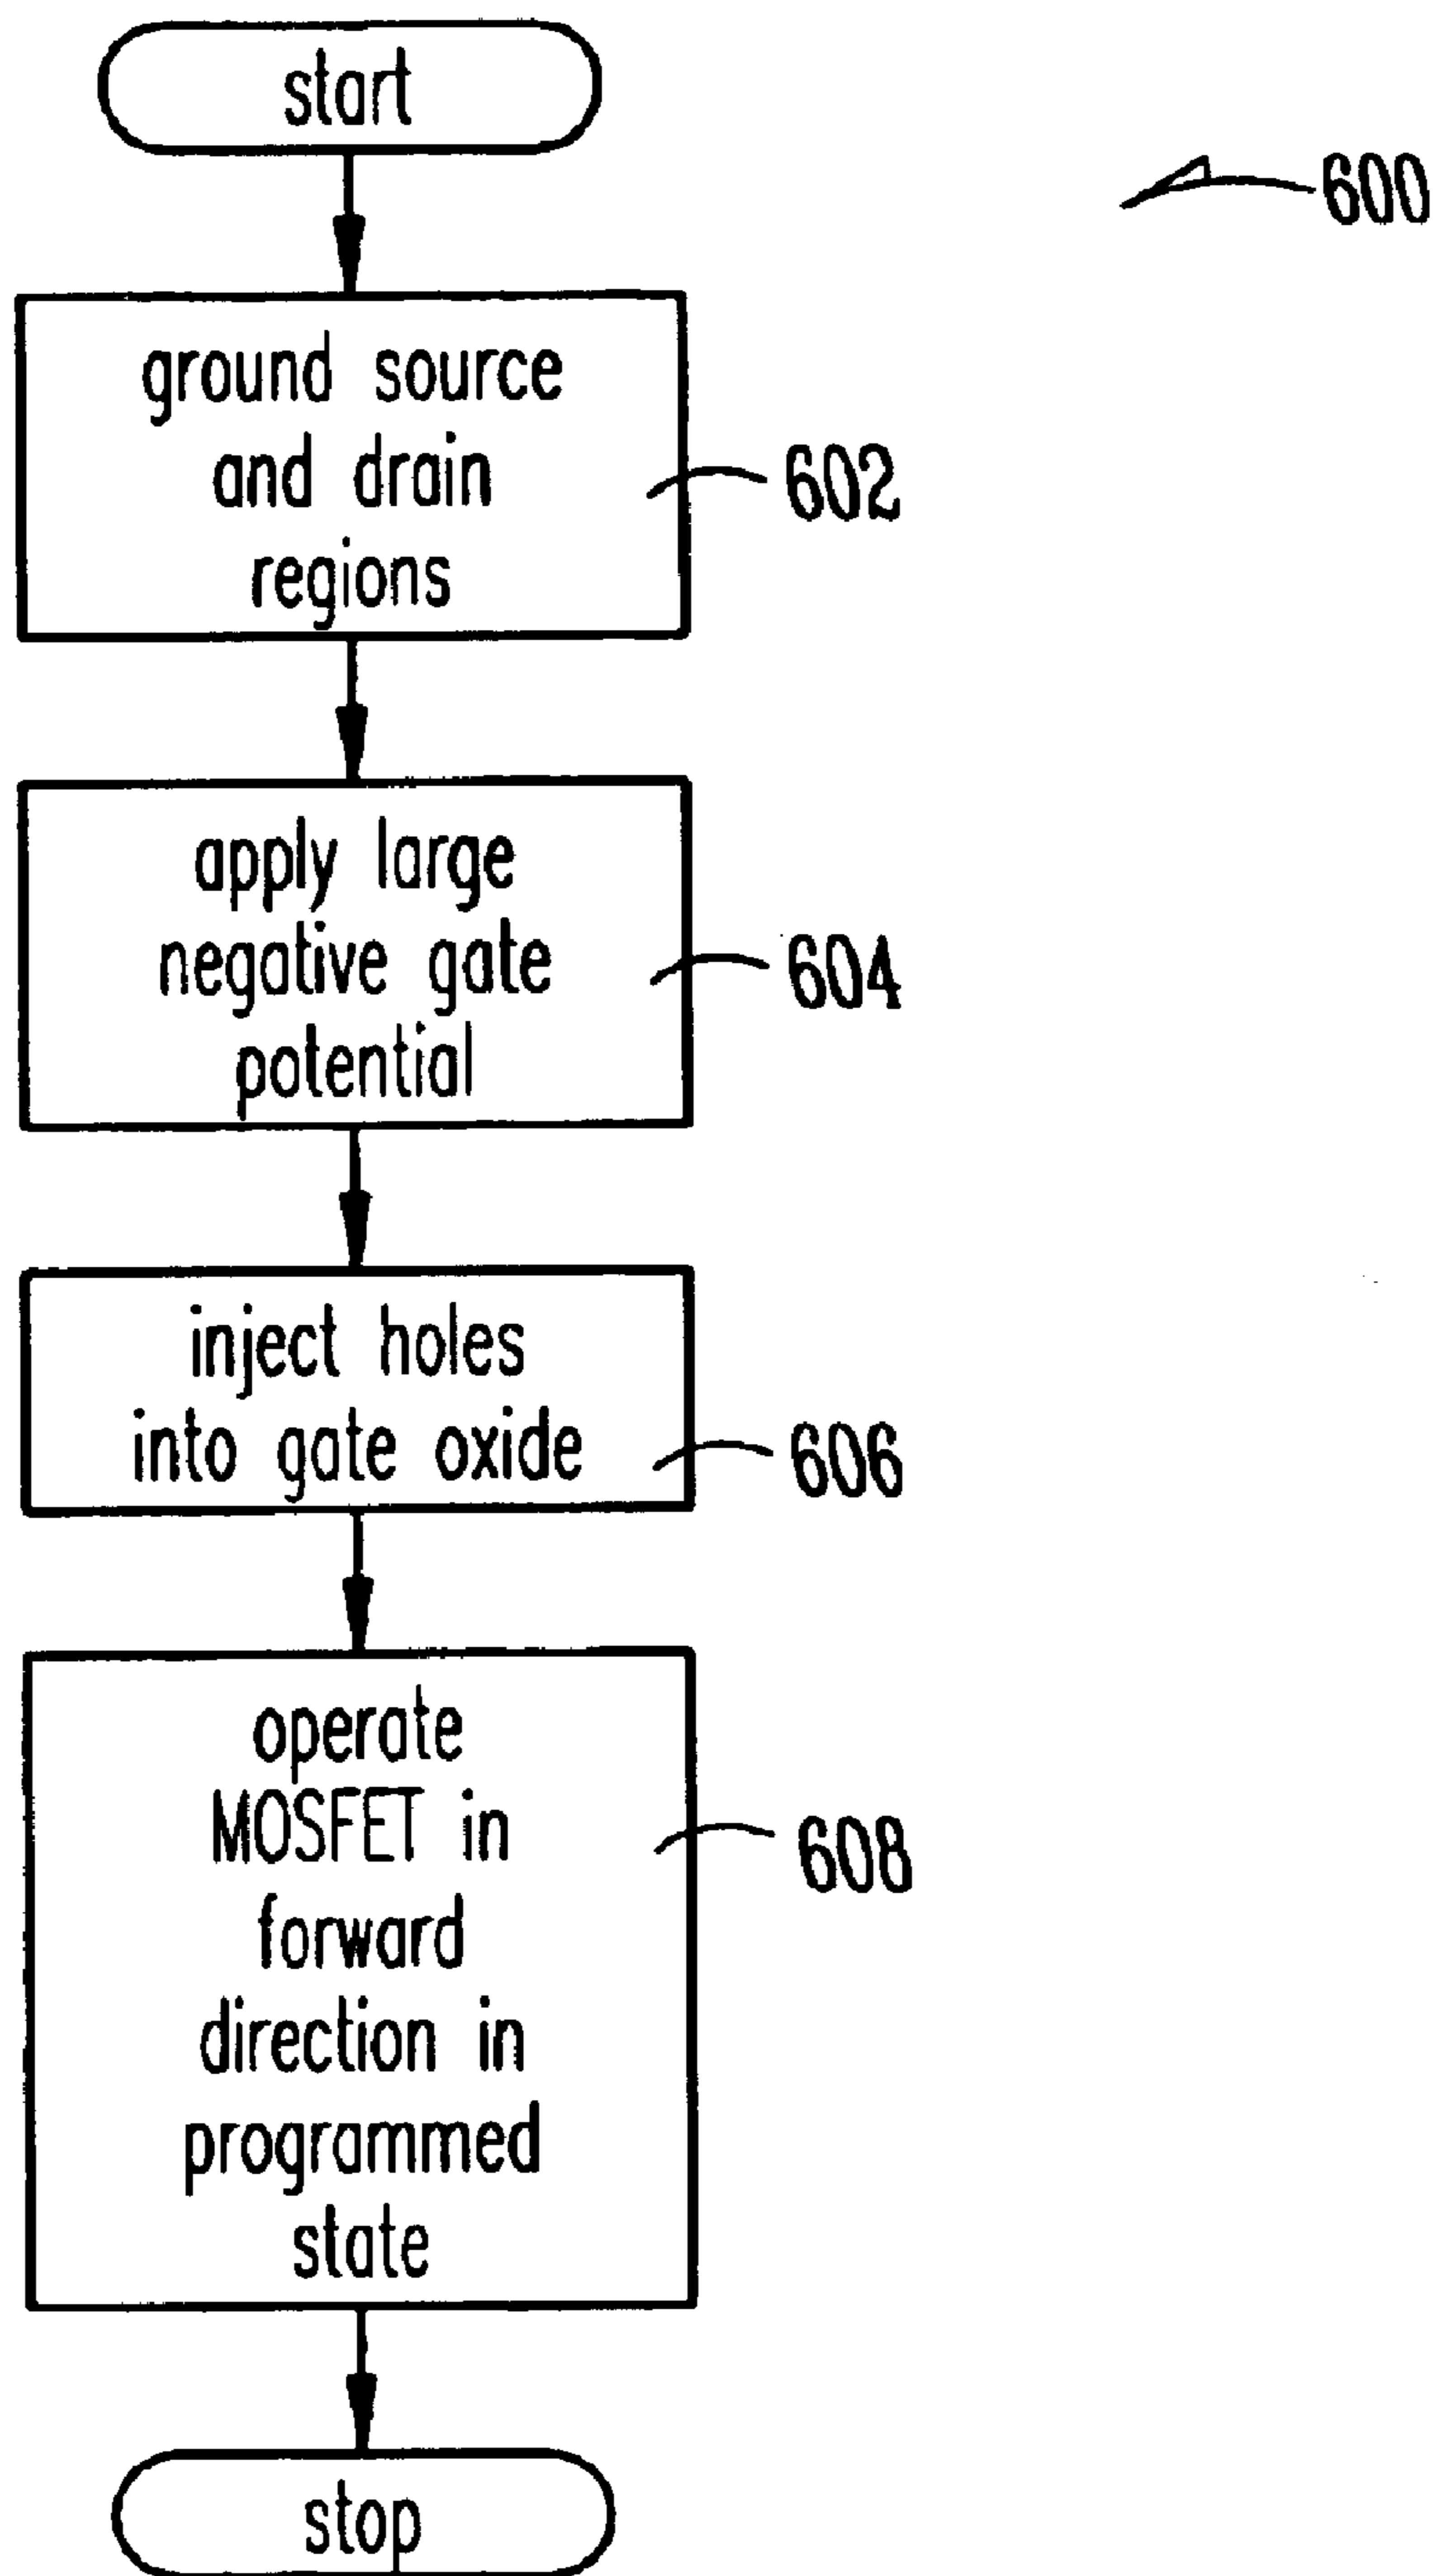 start
600
ground source
and drain
regions
602
apply large
negative gate
potential
604
inject holes
into gate oxide
606
operate
MOSFET in
forward
direction in
programmed
state
608
stop